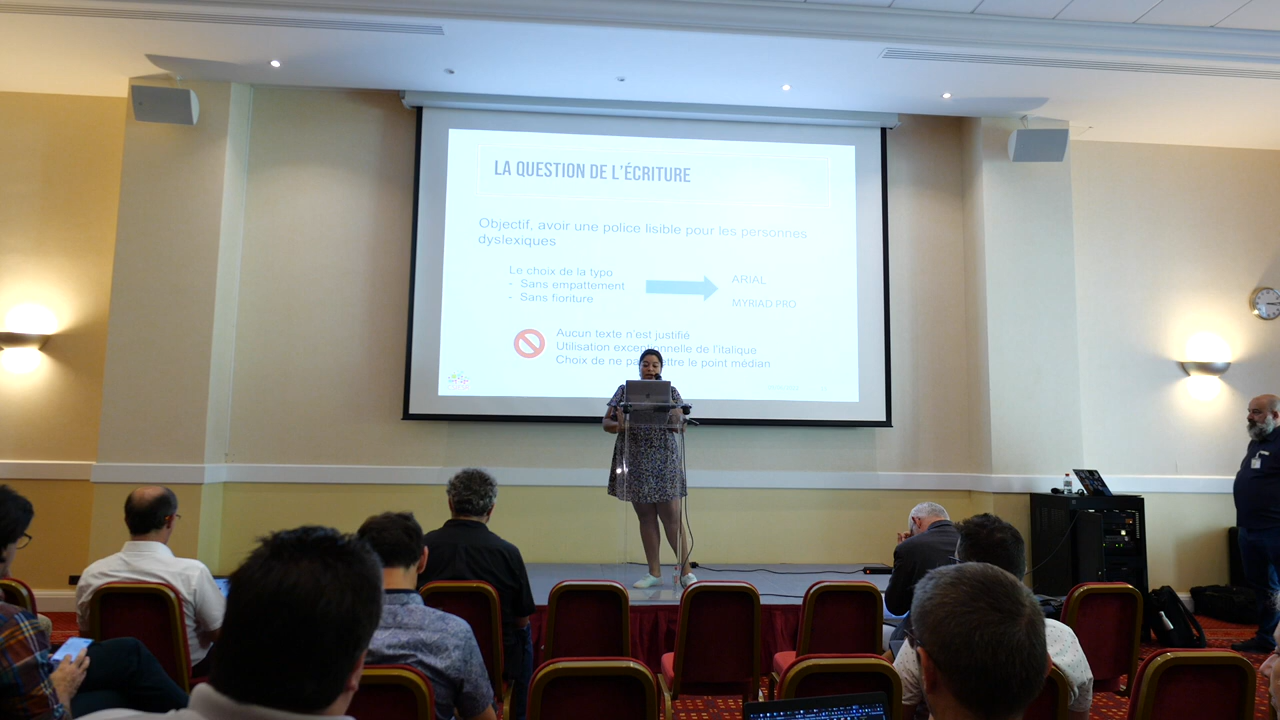 LA QUESTION DE L'ÉCRITURE
Objectif, avoir une police lisible pour les personnes
dyslexiques
Le choix de la typo
- Sans empattement
- Sans fioriture
ARIAL
MYRIAD PRO
Aucun texte n'est justifié
Utilisation exceptionnelle de l'italique
Choix de ne pas mettre le point médian